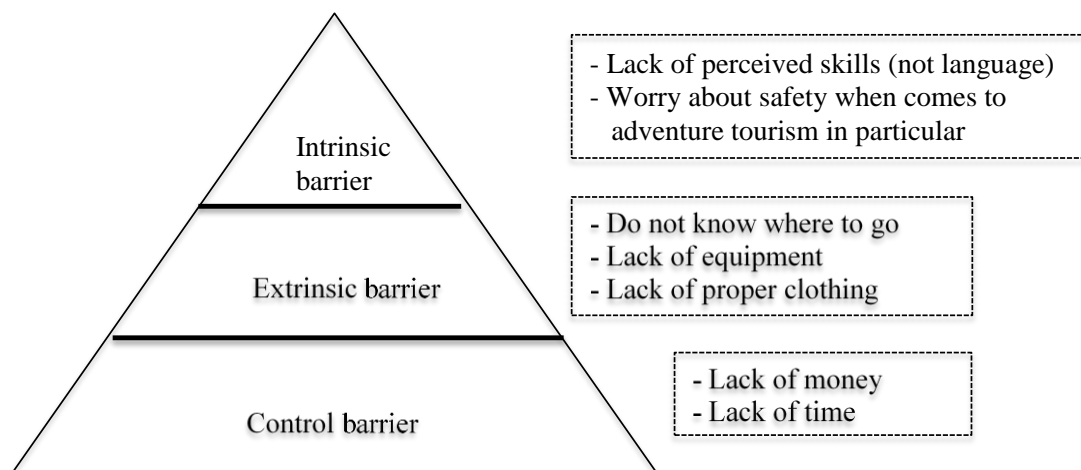 - Lack of perceived skills (not language)
- Worry about safety when comes to
adventure tourism in particular
Intrinsic
barrier
- Do not know where to go
- Lack of equipment
- Lack of proper clothing
Extrinsic barrier
- Lack of money
- Lack of time
Control barrier